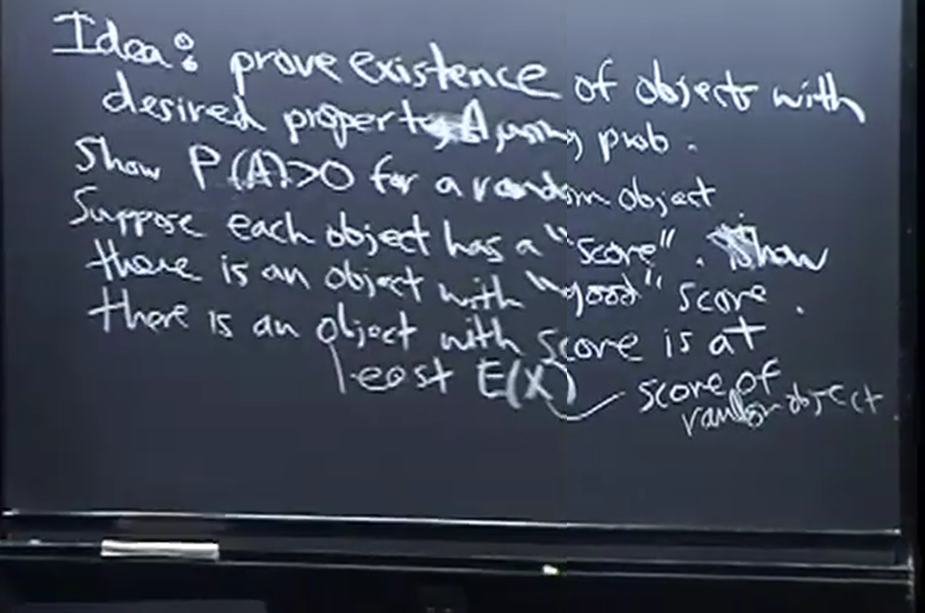 Idea: prove existence of objects with
desired property A using prob.
Show P(A)>0 for a random object
Suppose each object has a "score". Show
there is an object with "good" score.
there is an object with score is at
least E(X)
score of
random object